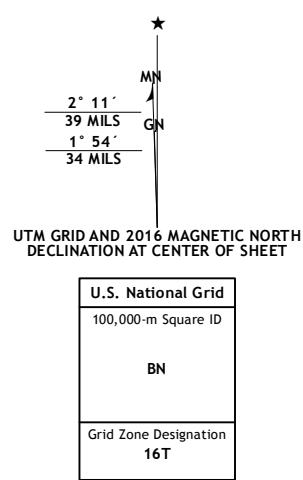 ★
MN
2° 11´
39 MILS
GN
1° 54´
34 MILS
UTM GRID AND 2016 MAGNETIC NORTH
DECLINATION AT CENTER OF SHEET
U.S. National Grid
100,000-m Square ID
BN
Grid Zone Designation
16T